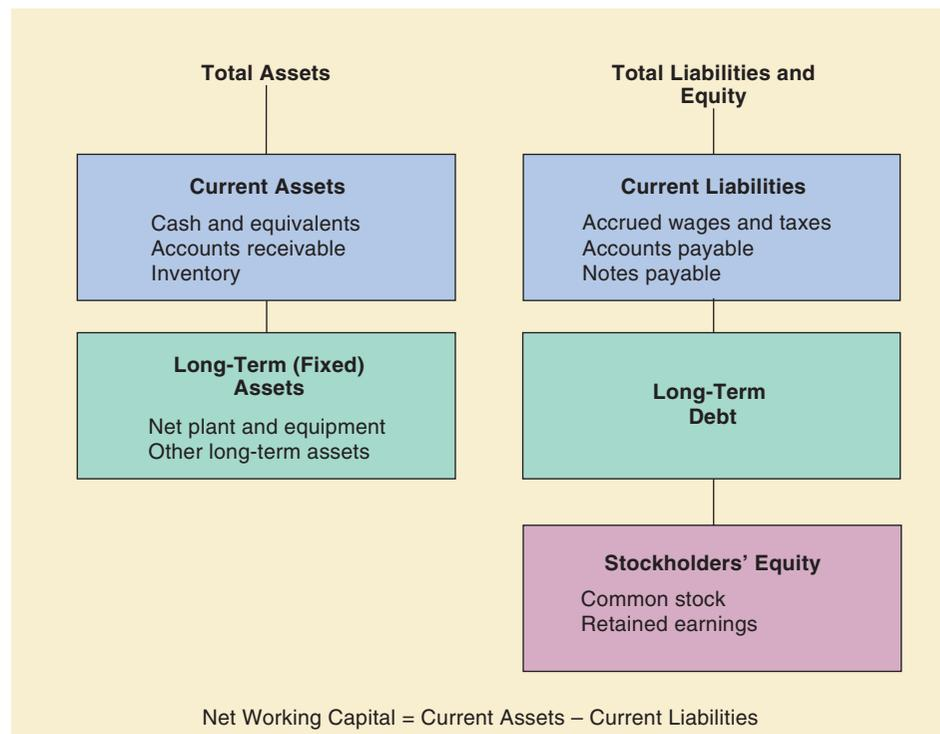 Total Assets
Current Assets
Cash and equivalents
Accounts receivable
Inventory
Long-Term (Fixed)
Assets
Net plant and equipment
Other long-term assets
Total Liabilities and
Equity
Current Liabilities
Accrued wages and taxes
Accounts payable
Notes payable
Long-Term
Debt
Stockholders’ Equity
Common stock
Retained earnings
Net Working Capital = Current Assets – Current Liabilities